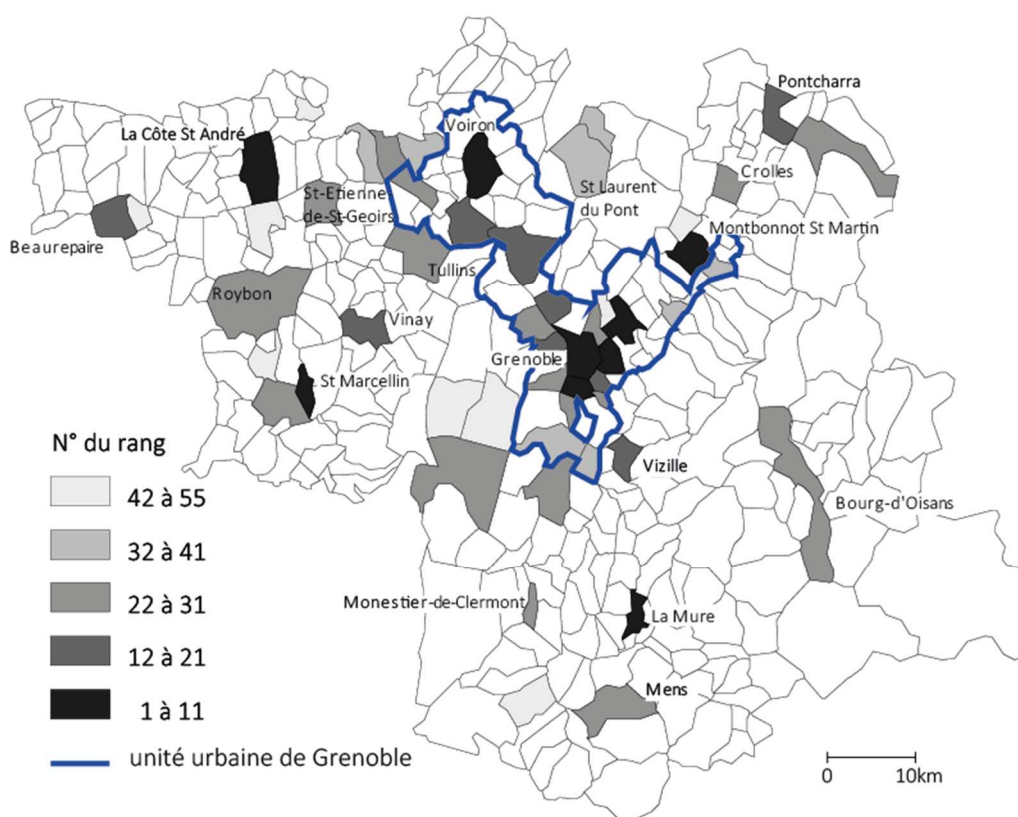 Pontcharra
La Côte St André
Voiron
Crolles
St-Etienne
de-St-Geoirs
St Laurent
du Pont
Montbonnot St Martin
Beaurepaire
Tullins
Roybon
Vinay
Grenoble
St Marcellin
N° du rang
42 à 55
32 à 41
22 à 31
12 à 21
1 à 11
unité urbaine de Grenoble
Vizille
Bourg-d'Oisans
Monestier-de-Clermont
La Mure
Mens
0 10km